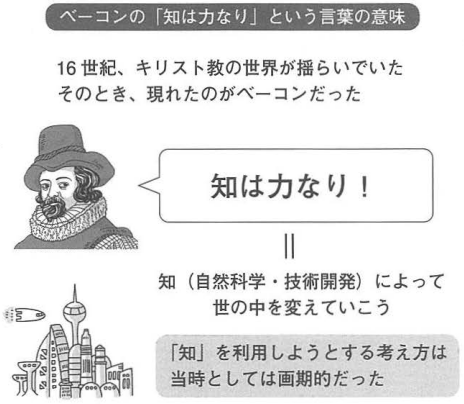 ベーコンの「知は力なり」という言葉の意味
16世紀、キリスト教の世界が揺らいでいた
そのとき、現れたのがベーコンだった
知は力なり！
||
知（自然科学・技術開発）によって
世の中を変えていこう
「知」を利用しようとする考え方は
当時としては画期的だった